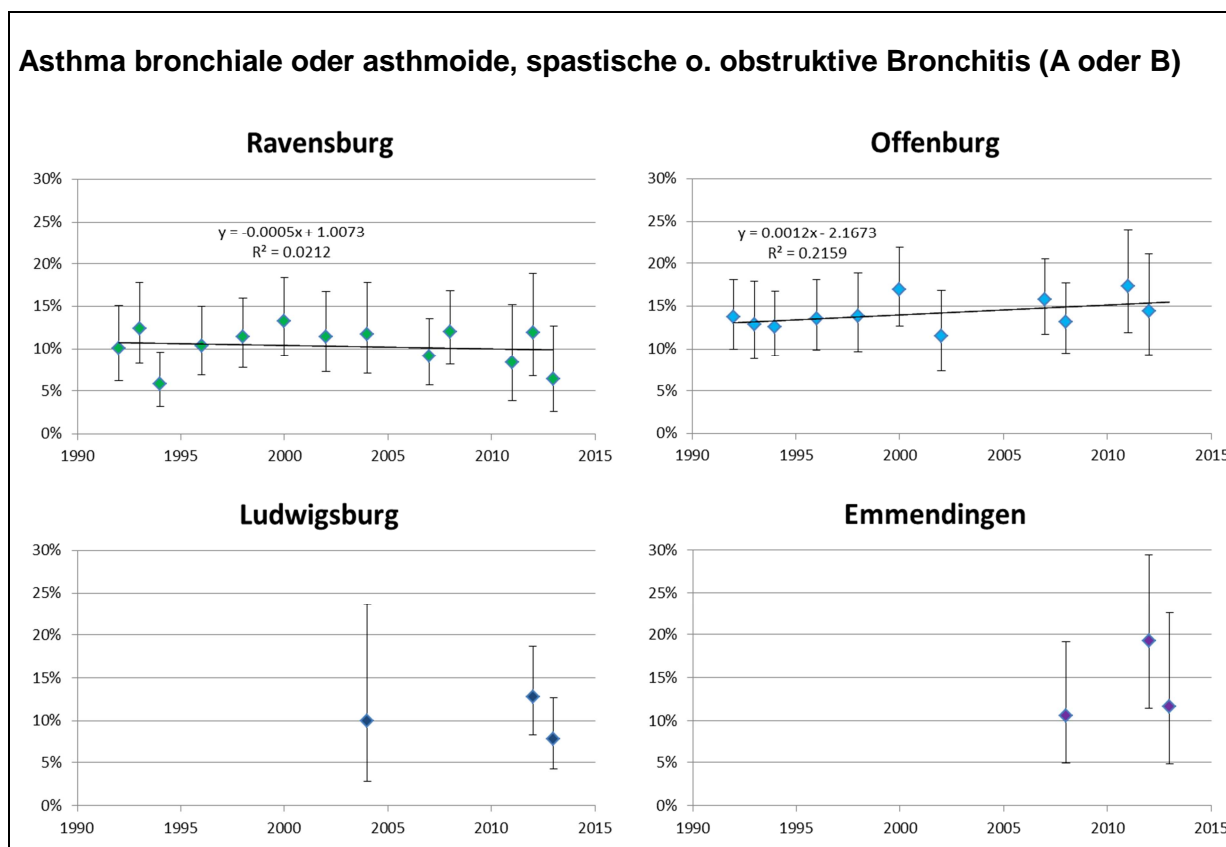 Asthma bronchiale oder asthmoide, spastische o. obstruktive Bronchitis (A oder B)
Ravensburg
30%
25%
20%
15%
10%
5%
0%
y = -0.0005x + 1.0073
R² = 0.0212
1990 1995 2000 2005 2010 2015
Offenburg
30%
25%
20%
15%
10%
5%
0%
y = 0.0012x - 2.1673
R² = 0.2159
1990 1995 2000 2005 2010 2015
Ludwigsburg
30%
25%
20%
15%
10%
5%
0%
1990 1995 2000 2005 2010 2015
Emmendingen
30%
25%
20%
15%
10%
5%
0%
1990 1995 2000 2005 2010 2015